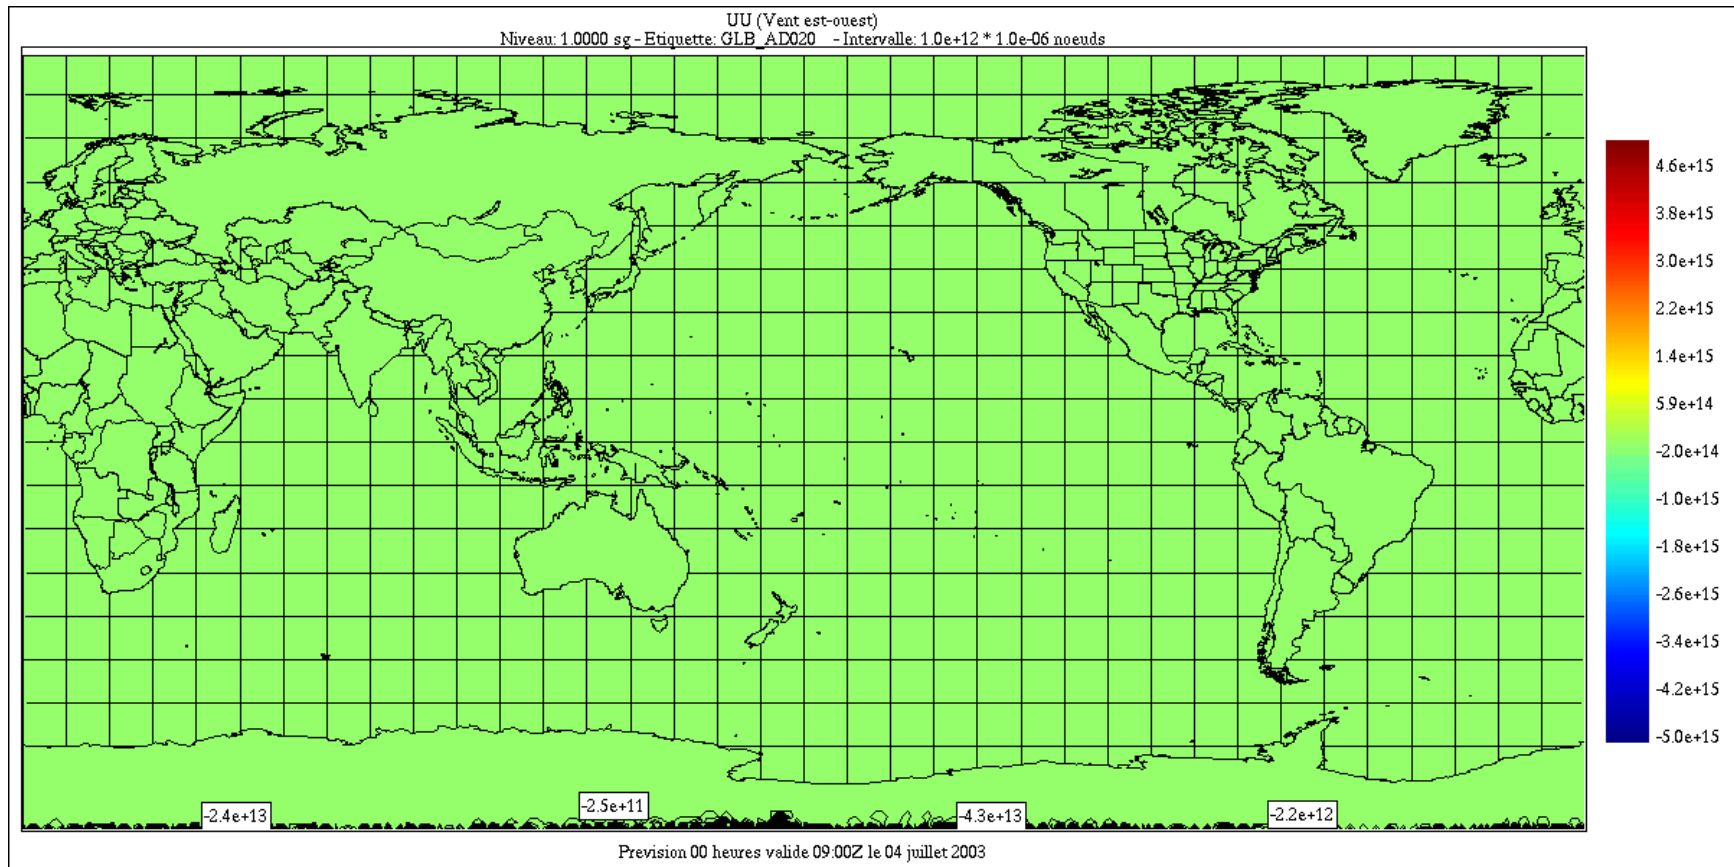 UU (Vent est-ouest)
Niveau: 1.0000 sg - Etiquette: GLB_AD020 - Intervalle: 1.0e+12 * 1.0e-06 noeuds
4.6e+15
3.8e+15
3.0e+15
2.2e+15
1.4e+15
5.9e+14
-2.0e+14
-1.0e+15
-1.8e+15
-2.6e+15
-3.4e+15
-4.2e+15
-5.0e+15
-2.4e+13
-2.5e+11
-4.3e+13
-2.2e+12
Prevision 00 heures valide 09:00Z le 04 juillet 2003